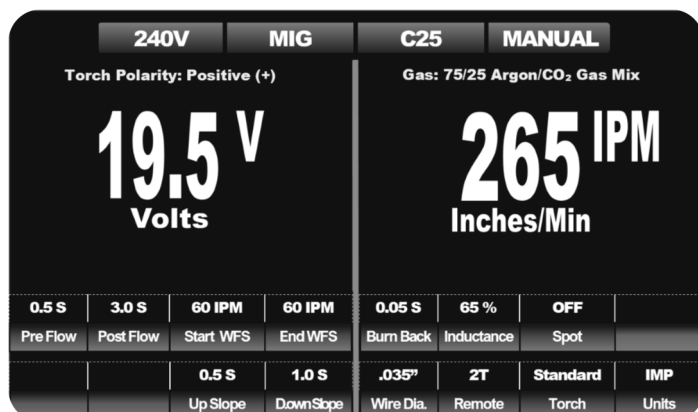 240V MIG C25 MANUAL
Torch Polarity: Positive (+) Gas: 75/25 Argon/CO₂ Gas Mix
19.5 V 265 IPM
Volts Inches/Min
0.5 S 3.0 S 60 IPM 60 IPM 0.05 S 65 % OFF
Pre Flow Post Flow Start WFS End WFS Burn Back Inductance Spot
0.5 S 1.0 S .035” 2T Standard IMP
Up Slope Down Slope Wire Dia. Remote Torch Units